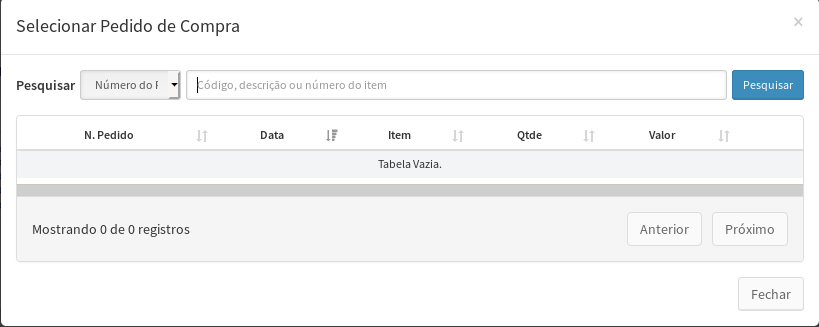 Selecionar Pedido de Compra ×
Pesquisar Número do P Código, descrição ou número do item Pesquisar
N. Pedido Data Item Qtde Valor
Tabela Vazia.
Mostrando 0 de 0 registros Anterior Próximo
Fechar